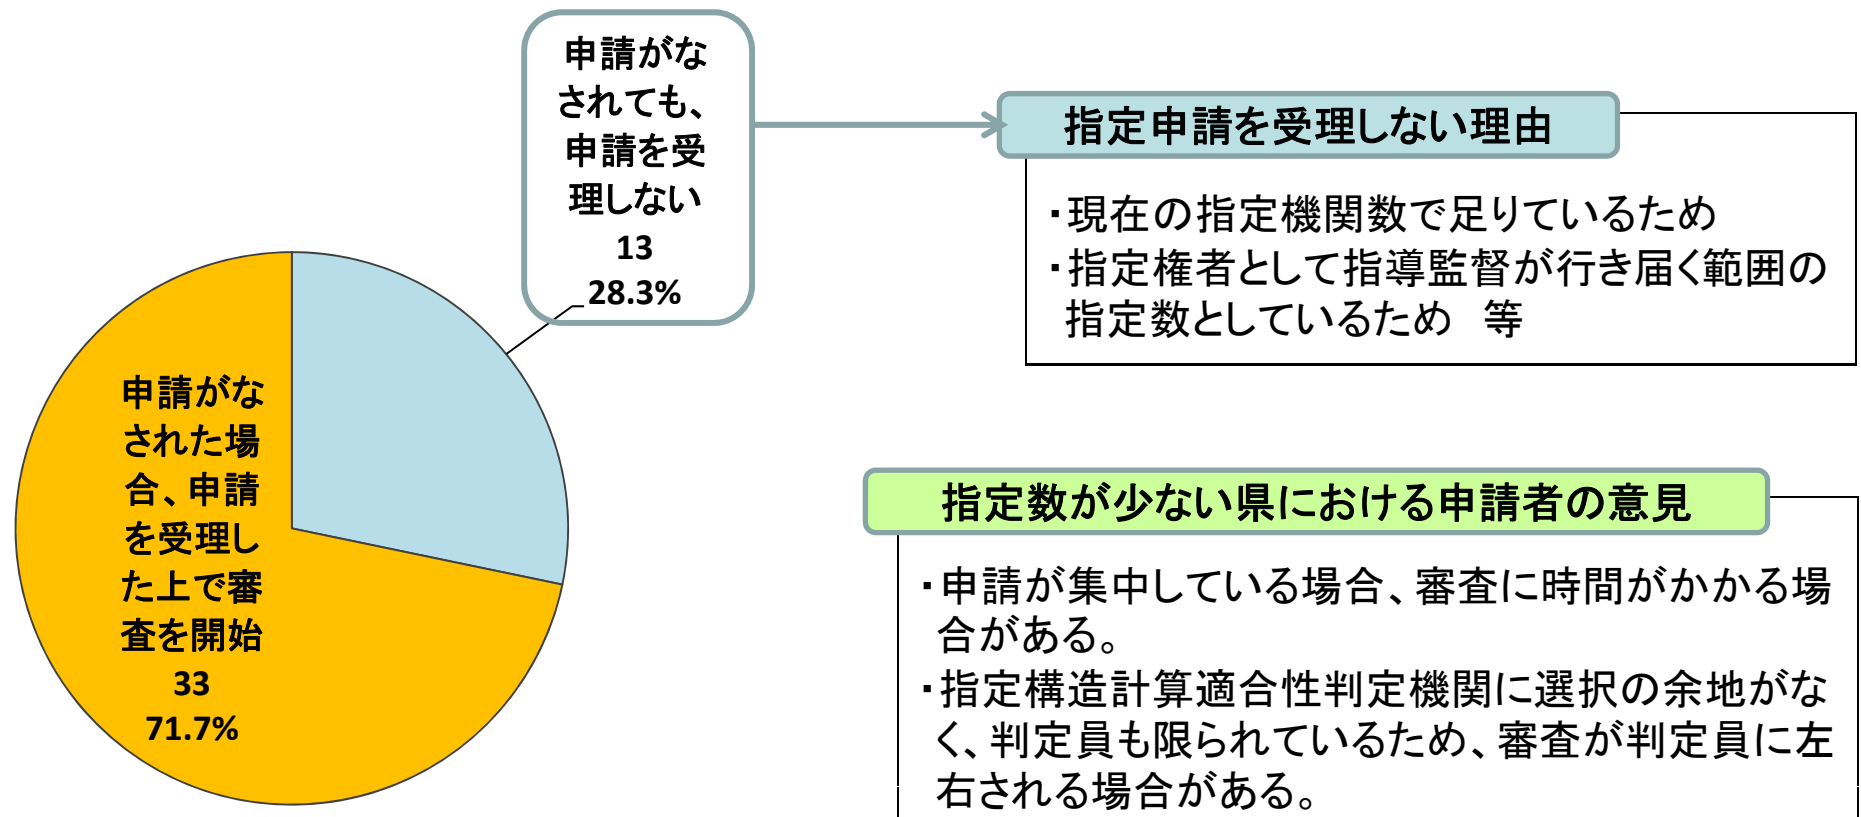 申請がな
されても、
申請を受
理しない
13
28.3%
申請がな
された場
合、申請
を受理し
た上で審
査を開始
33
71.7%
指定申請を受理しない理由
・現在の指定機関数で足りているため
・指定権者として指導監督が行き届く範囲の
指定数としているため　等
指定数が少ない県における申請者の意見
・申請が集中している場合、審査に時間がかかる場
合がある。
・指定構造計算適合性判定機関に選択の余地がな
く、判定員も限られているため、審査が判定員に左
右される場合がある。